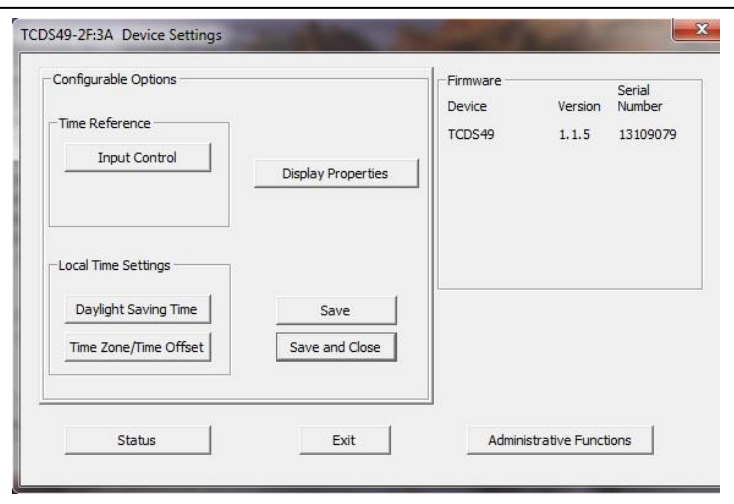 TCDS49-2F:3A Device Settings
Configurable Options
Time Reference
Input Control
Display Properties
Local Time Settings
Daylight Saving Time
Time Zone/Time Offset
Save
Save and Close
Firmware
Device Version Serial Number
TCDS49 1.1.5 13109079
Status
Exit
Administrative Functions